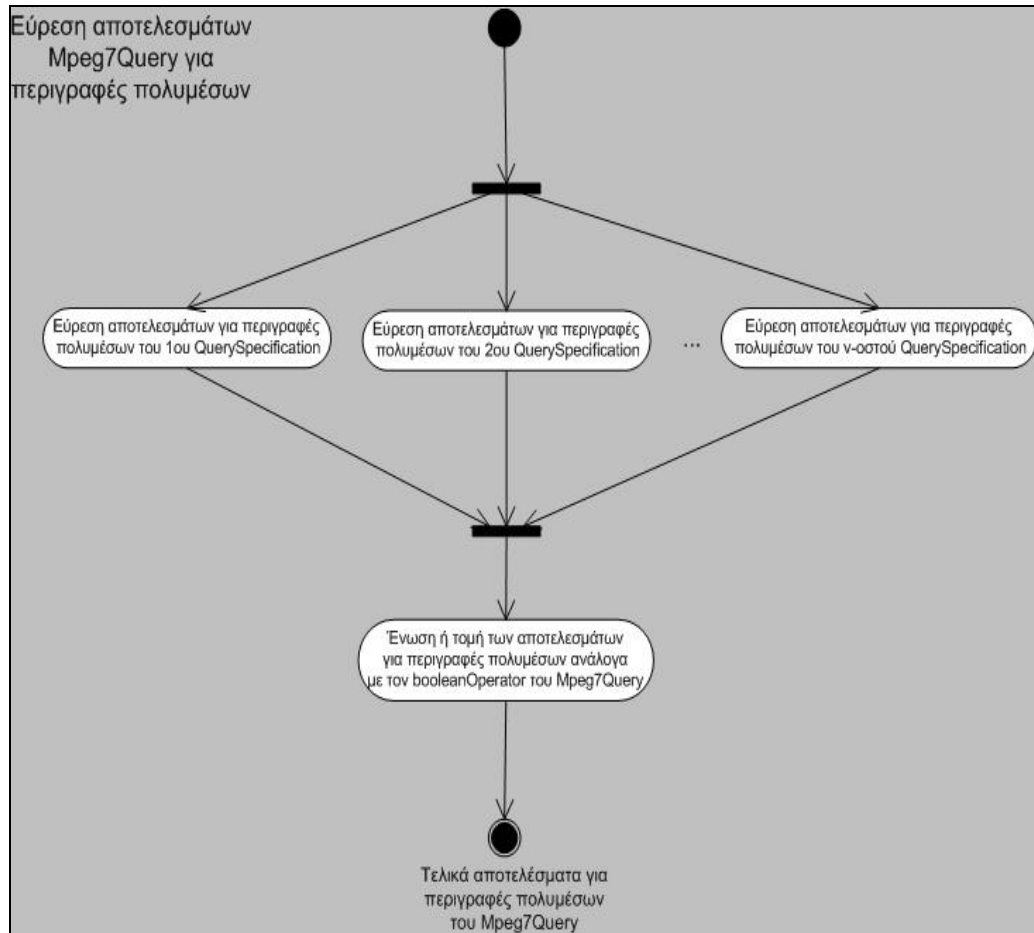 Εύρεση αποτελεσμάτων
Mpeg7Query για
περιγραφές πολυμέσων
Εύρεση αποτελεσμάτων για περιγραφές
πολυμέσων του 1ου QuerySpecification
Εύρεση αποτελεσμάτων για περιγραφές
πολυμέσων του 2ου QuerySpecification
...
Εύρεση αποτελεσμάτων για περιγραφές
πολυμέσων του ν-οστού QuerySpecification
Ένωση ή τομή των αποτελεσμάτων
για περιγραφές πολυμέσων ανάλογα
με τον booleanOperator του Mpeg7Query
Τελικά αποτελέσματα για
περιγραφές πολυμέσων
του Mpeg7Query